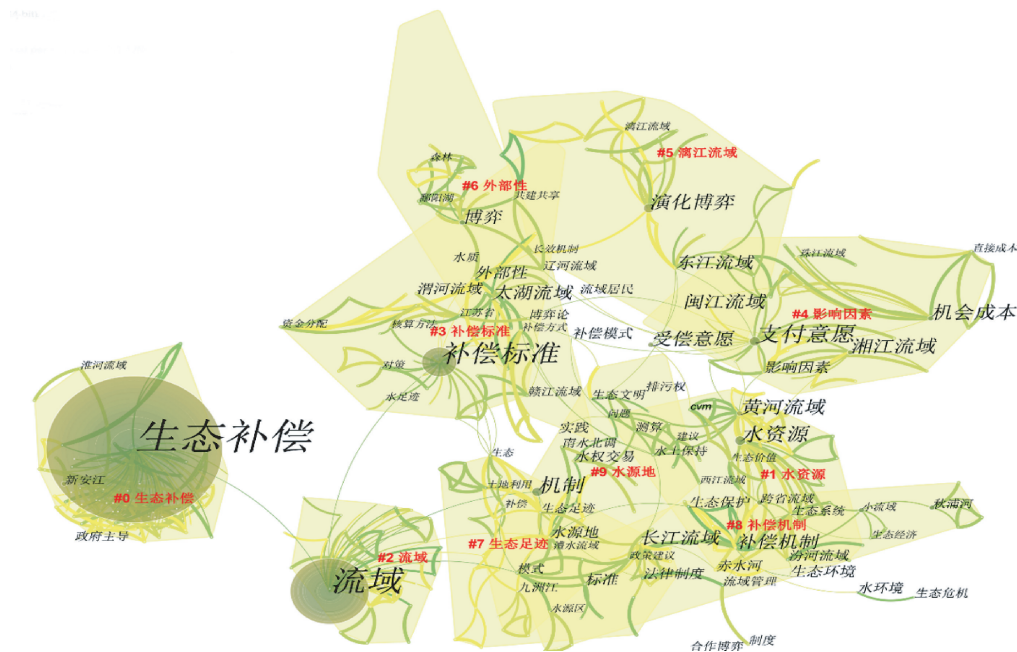 漓江流域
#5 漓江流域
森林
#6 外部性
鄱阳湖
共建共享
演化博弈
博弈
长效机制
直接成本
水质
辽河流域
东江流域
珠江流域
外部性
渭河流域
太湖流域
流域居民
闽江流域
江苏省
博弈论
机会成本
#4 影响因素
资金分配
核算方法
#3 补偿标准
补偿方式
补偿模式
受偿意愿
支付意愿
湘江流域
补偿标准
对策
影响因素
淮河流域
水足迹
赣江流域
生态文明
排污权
问题
cvm
黄河流域
生态补偿
实践
测算
建议
水资源
南水北调
水权交易
水土保持
生态价值
生态
#9 水源地
#1 水资源
新安江
土地利用
机制
西江流域
#0 生态补偿
补偿
生态足迹
生态保护
跨省流域
生态系统
小流域
秋浦河
政府主导
水源地
#8 补偿机制
长江流域
补偿机制
生态经济
#7 生态足迹
#2 流域
政策建议
汾河流域
流域
模式
标准
法律制度
赤水河
生态环境
九洲江
流域管理
水环境
生态危机
水源区
合作博弈
制度